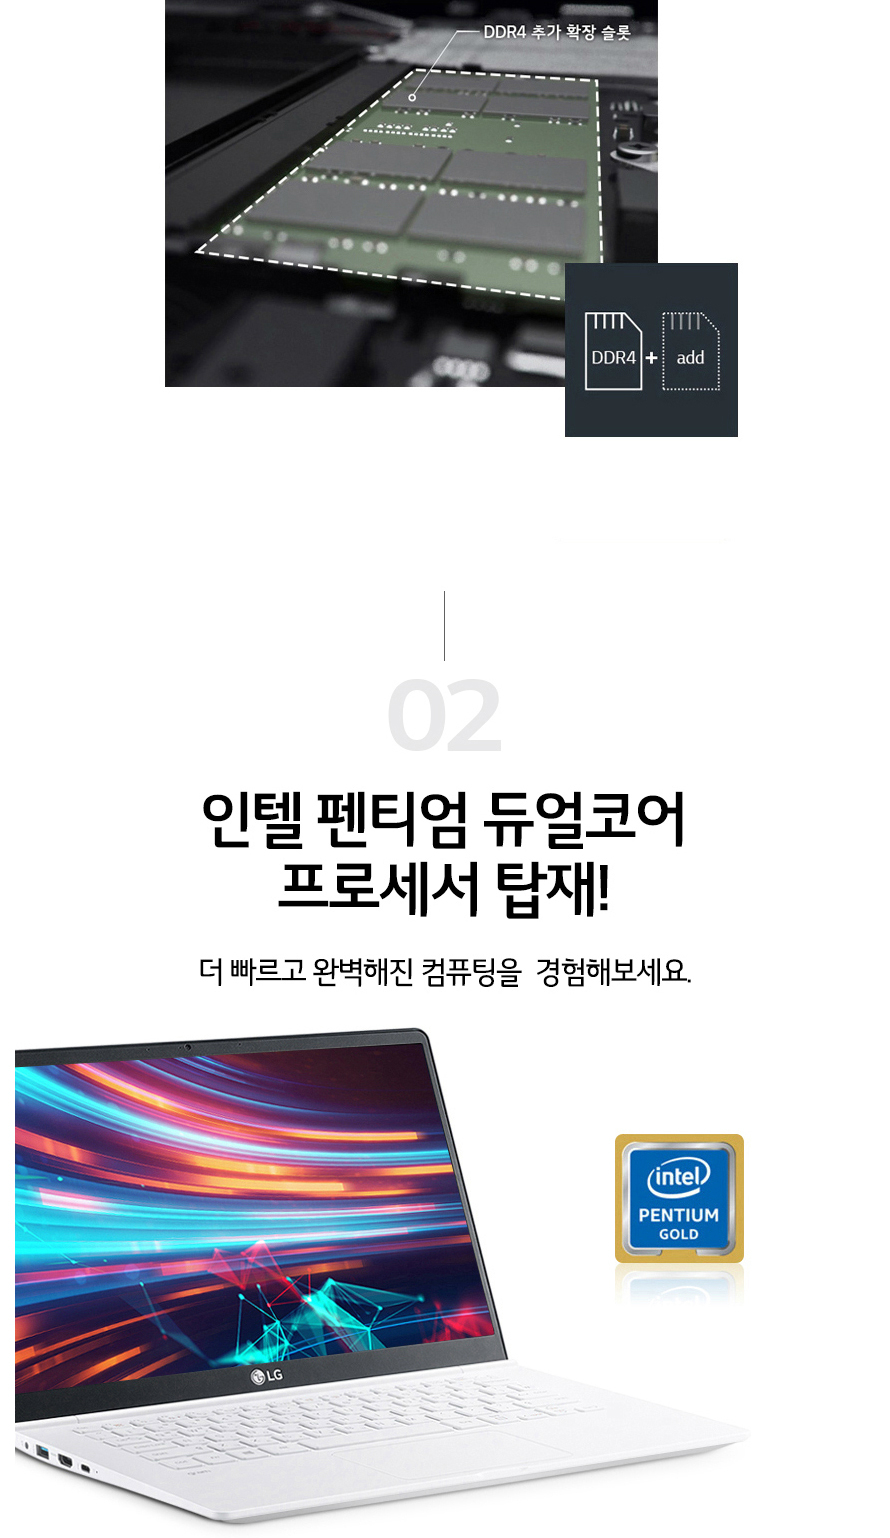 DDR4 추가 확장 슬롯
DDR4 + add
02
인텔 펜티엄 듀얼코어
프로세서 탑재!
더 빠르고 완벽해진 컴퓨팅을 경험해보세요.
intel
PENTIUM
GOLD
LG